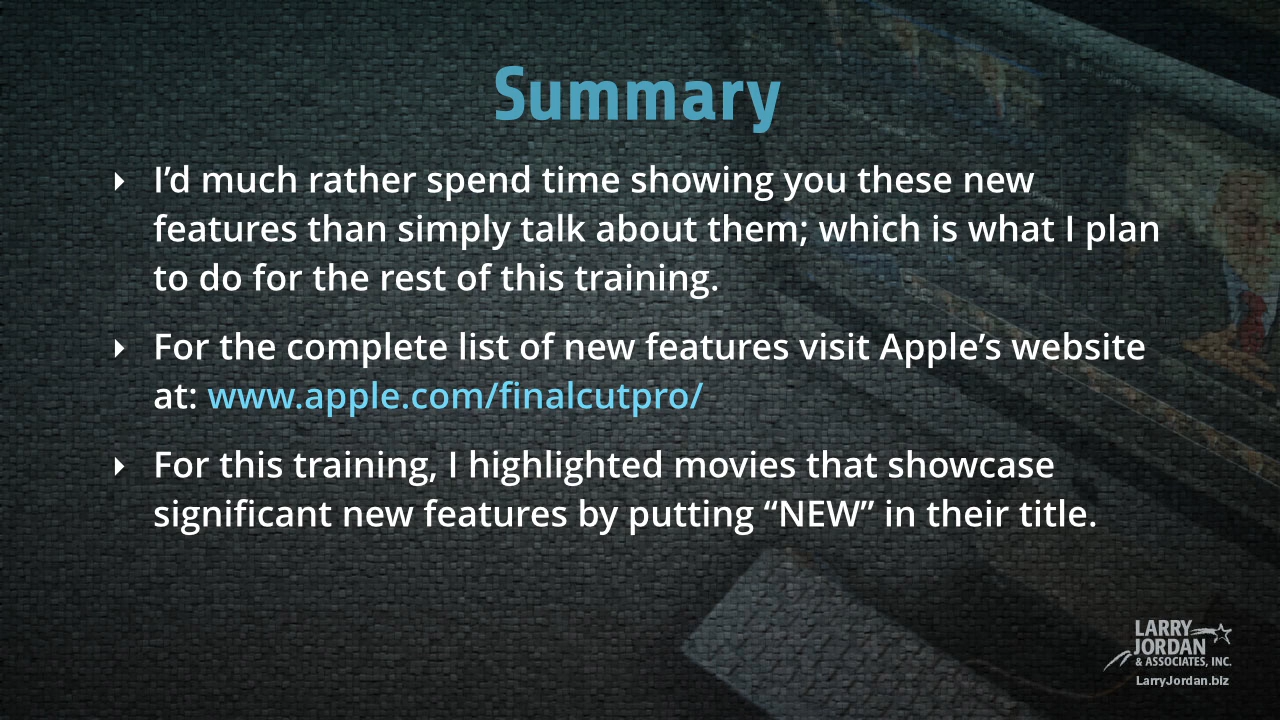 Summary
I’d much rather spend time showing you these new
features than simply talk about them; which is what I plan
to do for the rest of this training.
For the complete list of new features visit Apple’s website
at: www.apple.com/finalcutpro/
For this training, I highlighted movies that showcase
significant new features by putting “NEW” in their title.
LARRY
JORDAN
& ASSOCIATES, INC.
LarryJordan.biz